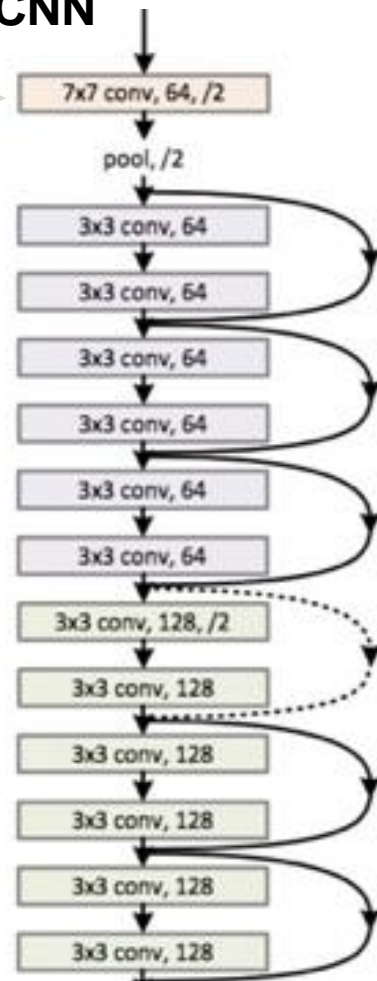 CNN
7x7 conv, 64, /2
pool, /2
3x3 conv, 64
3x3 conv, 64
3x3 conv, 64
3x3 conv, 64
3x3 conv, 64
3x3 conv, 64
3x3 conv, 128, /2
3x3 conv, 128
3x3 conv, 128
3x3 conv, 128
3x3 conv, 128
3x3 conv, 128